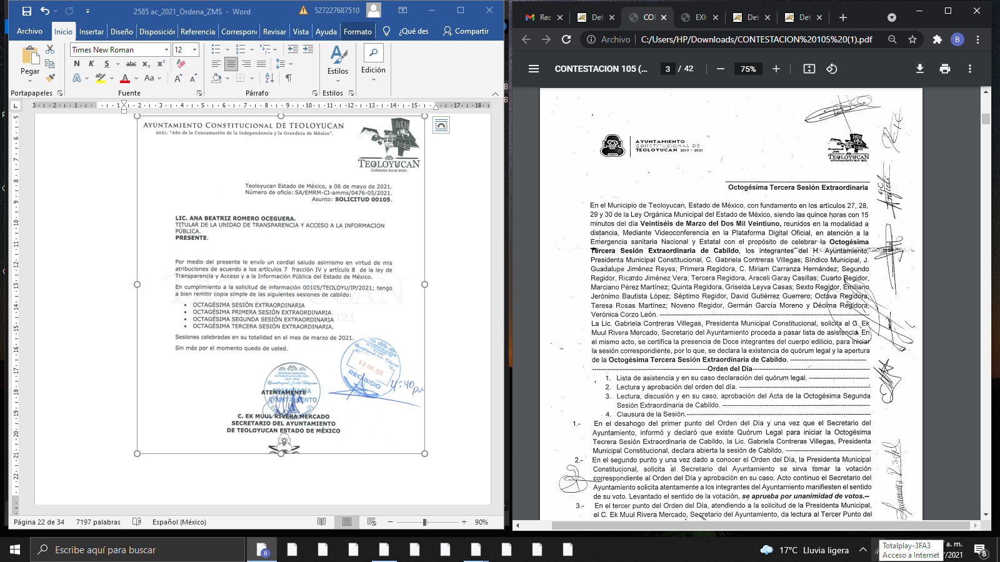 2585 ac_2021_Ordena_ZMS - Word
527227687510
Archivo
Inicio
Insertar
Diseño
Disposición
Referencias
Correspon
Revisar
Vista
Ayuda
Formato
¿Qué des
Compartir
Times New Roman
12
Pegar
N K S abc x₂ x²
Aa
Estilos
Edición
Portapapeles
Fuente
Párrafo
Estilos
AYUNTAMIENTO CONSTITUCIONAL DE TEOLOYUCAN
2021. "Año de la Consumación de la Independencia y la Grandeza de México".
TEOLOYUCAN
Gobierno 2019-2021
Teoloyucan Estado de México, a 06 de mayo de 2021.
Número de oficio: SA/EMRM-CI-amms/0476-05/2021.
Asunto: SOLICITUD 00105.
LIC. ANA BEATRIZ ROMERO OCEGUERA.
TITULAR DE LA UNIDAD DE TRANSPARENCIA Y ACCESO A LA INFORMACION
PÚBLICA.
PRESENTE.
Por medio del presente le envío un cordial saludo asimismo en virtud de mis
atribuciones de acuerdo a los artículos 7 fracción IV y artículo 8 de la ley de
Transparencia y Acceso y a la Información Pública del Estado de México.
En cumplimiento a la solicitud de información 00105/TEOLOYU/IP/2021; tengo
a bien remitir copia simple de las siguientes sesiones de cabildo:
• OCTAGÉSIMA SESIÓN EXTRAORDINARIA
• OCTAGÉSIMA PRIMERA SESIÓN EXTRAORDINARIA
• OCTAGÉSIMA SEGUNDA SESIÓN EXTRAORDINARIA
• OCTAGÉSIMA TERCERA SESIÓN EXTRAORDINARIA.
Sesiones celebradas en su totalidad en el mes de marzo de 2021.
Sin más por el momento quedo de usted.
RECIBIDO
4:40 pm
SECRETARÍA
ATENTAMENTE
AYUNTAMIENTO
C. EK MUUL RIVERA MERCADO
SECRETARIO DEL AYUNTAMIENTO
DE TEOLOYUCAN ESTADO DE MÉXICO
Página 22 de 34
7197 palabras
Español (México)
90%
Rec
Det
COI
EXH
Det
Det
Archivo
C:/Users/HP/Downloads/CONTESTACION%20105%20(1).pdf
B
CONTESTACION 105 (...
3 / 42
75%
AYUNTAMIENTO
CONSTITUCIONAL DE
TEOLOYUCAN 2019 - 2021
TEOLOYUCAN
AYUNTAMIENTO 2019-2021
Octogésima Tercera Sesión Extraordinaria
En el Municipio de Teoloyucan, Estado de México, con fundamento en los artículos 27, 28,
29 y 30 de la Ley Orgánica Municipal del Estado de México, siendo las quince horas con 15
minutos del día Veintiséis de Marzo del Dos Mil Veintiuno, reunidos en la modalidad a
distancia, Mediante Videoconferencia en la Plataforma Digital Oficial, en atención a la
Emergencia sanitaria Nacional y Estatal con el propósito de celebrar la Octogésima
Tercera Sesión Extraordinaria de Cabildo, los integrantes del H. Ayuntamiento,
Presidenta Municipal Constitucional, C. Gabriela Contreras Villegas; Síndico Municipal, J.
Guadalupe Jiménez Reyes; Primera Regidora, C. Miriam Carranza Hernández; Segundo
Regidor, Ricardo Jiménez Vera; Tercera Regidora, Araceli Garay Casillas; Cuarto Regidor,
Marciano Pérez Martínez; Quinta Regidora, Griselda Leyva Casas; Sexto Regidor, Emiliano
Jerónimo Bautista López; Séptimo Regidor, David Gutiérrez Guerrero; Octava Regidora,
Teresa Rosas Martínez; Noveno Regidor, Germán García Moreno y Décima Regidora,
Verónica Corzo León. ------------------------------
La Lic. Gabriela Contreras Villegas, Presidenta Municipal Constitucional, solicita al C. Ek
Muul Rivera Mercado, Secretario del Ayuntamiento proceda a pasar lista de asistencia. En
el mismo acto, se certifica la presencia de Doce integrantes del cuerpo edilicio, para iniciar
la sesión correspondiente, por lo que, se declara la existencia de quórum legal y la apertura
de la Octogésima Tercera Sesión Extraordinaria de Cabildo. ------------------------------
------------------------------Orden del Día------------------------------
1. Lista de asistencia y en su caso declaración del quórum legal. ------------------------
2. Lectura y aprobación del orden del día. ------------------------------
3. Lectura, discusión y en su caso, aprobación del Acta de la Octogésima Segunda
Sesión Extraordinaria de Cabildo. ------------------------------
4. Clausura de la Sesión.------------------------------
1.- En el desahogo del primer punto del Orden del Día y una vez que el Secretario del
Ayuntamiento, informó y declaró que existe Quórum Legal para iniciar la Octogésima
Tecrera Sesión Extraordinaria de Cabildo, la Lic. Gabriela Contreras Villegas, Presidenta
Municipal Constitucional, declara abierta la sesión de Cabildo. ------------------------------
2.- En el segundo punto y una vez dado a conocer el Orden del Día, la Presidenta Municipal
Constitucional, solicita al Secretario del Ayuntamiento se sirva tomar la votación
correspondiente al Orden del Día y aprobación en su caso. Acto continuo el Secretario del
Ayuntamiento solicita atentamente a los integrantes del Ayuntamiento manifiesten el sentido
de su voto. Levantado el sentido de la votación, se aprueba por unanimidad de votos.--
3.- En el tercer punto del Orden del Día, atendiendo a la solicitud de la Presidenta Municipal,
el C. Ek Muul Rivera Mercado, Secretario del Ayuntamiento, da lectura al Tercer Punto del
Escribe aquí para buscar
17°C Lluvia ligera
Totalplay-3FA3
Acceso a Internet
a. m.
/2021
8